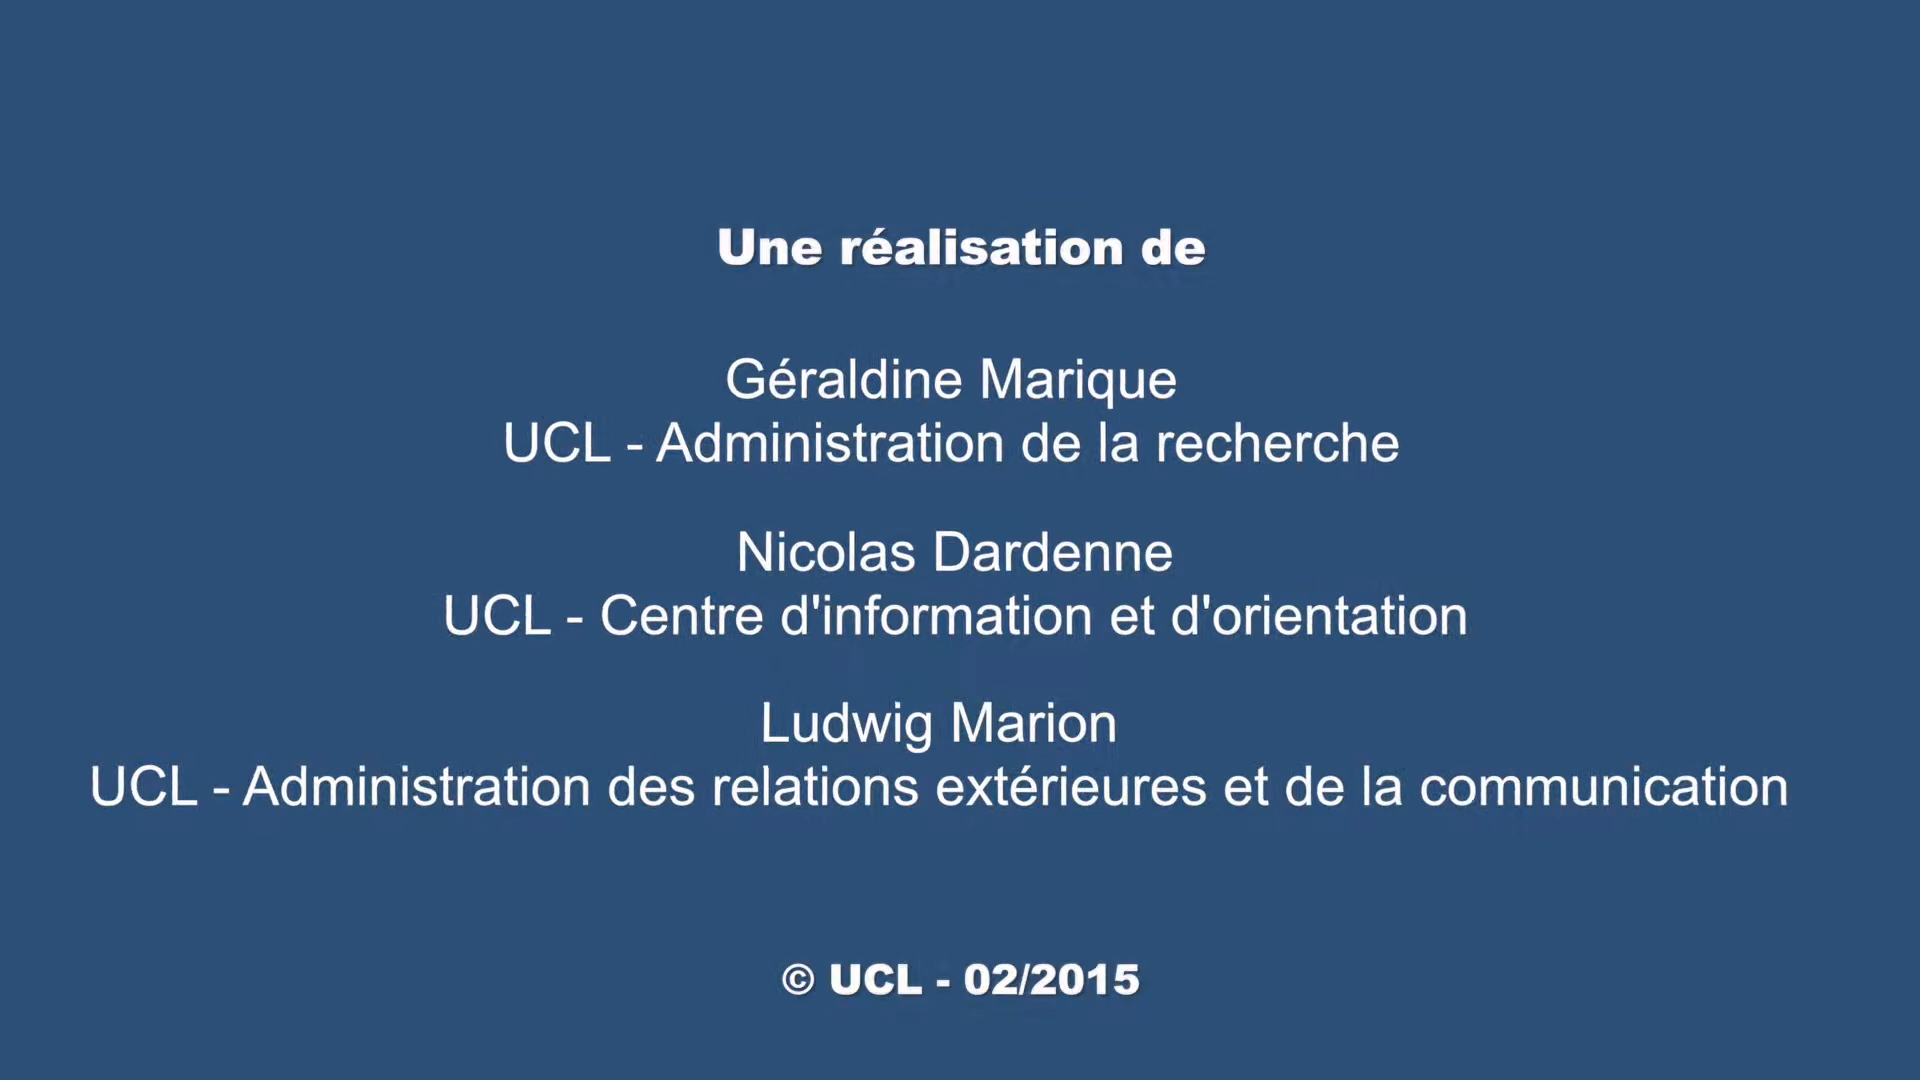 Une réalisation de
Géraldine Marique
UCL - Administration de la recherche
Nicolas Dardenne
UCL - Centre d'information et d'orientation
Ludwig Marion
UCL - Administration des relations extérieures et de la communication
© UCL - 02/2015